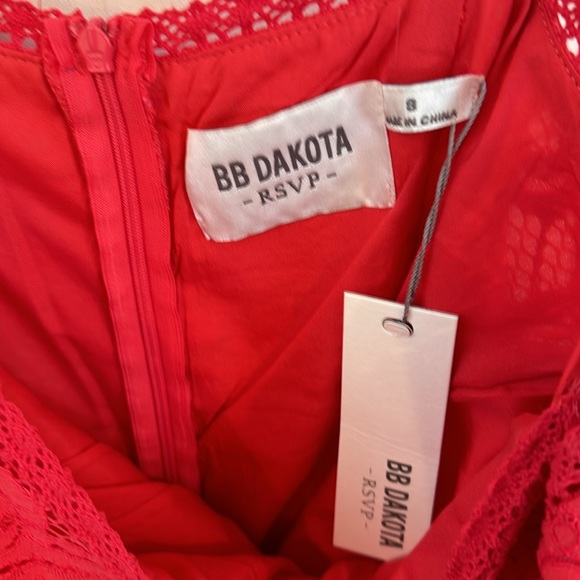 BB DAKOTA
- RSVP -
8
MADE IN CHINA
BB DAKOTA
- RSVP -